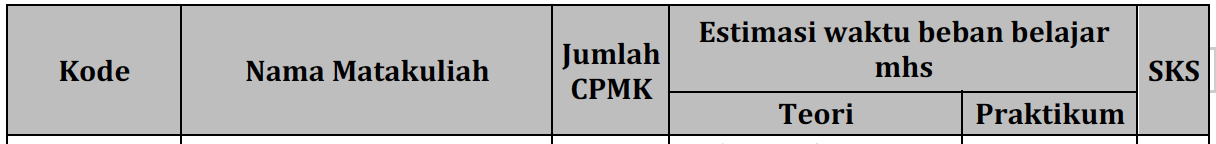 Kode
Nama Matakuliah
Jumlah
CPMK
Estimasi waktu beban belajar
mhs
Teori
Praktikum
SKS